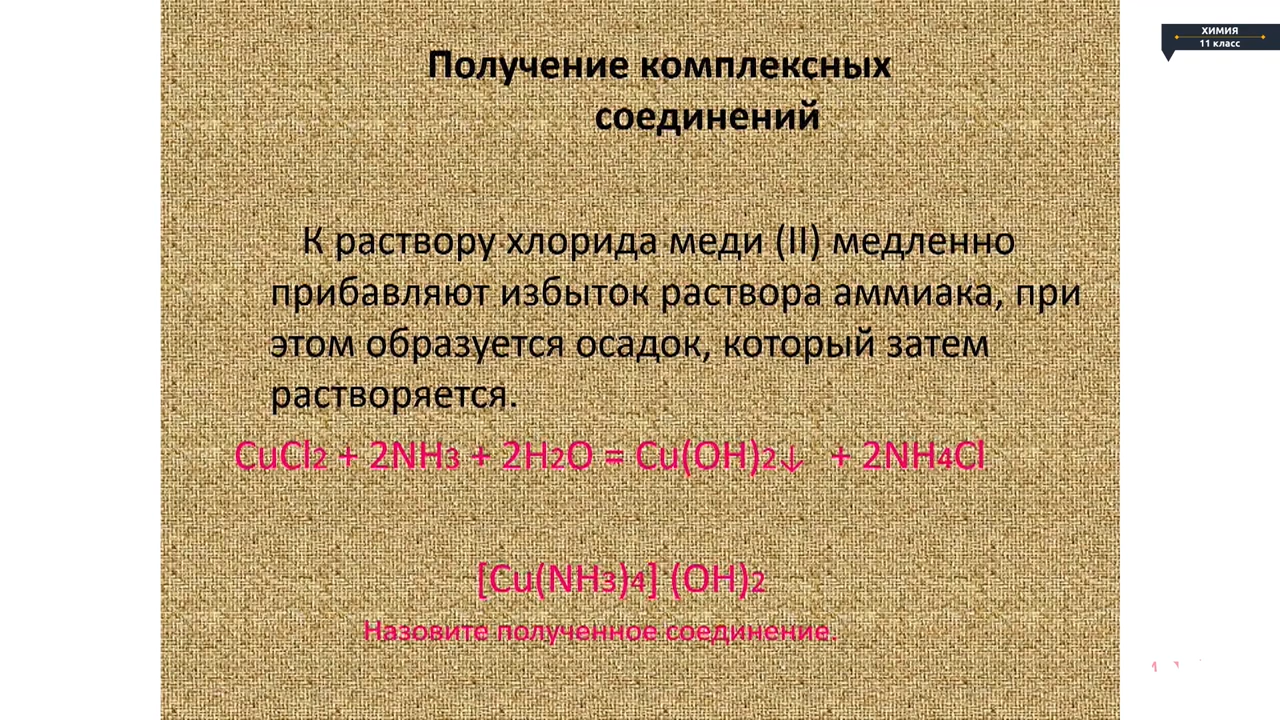 ХИМИЯ
11 класс
Получение комплексных
соединений
К раствору хлорида меди (II) медленно
прибавляют избыток раствора аммиака, при
этом образуется осадок, который затем
растворяется.
CuCl2 + 2NH3 + 2H2O = Cu(OH)2↓ + 2NH4Cl
[Cu(NH3)4] (OH)2
Назовите полученное соединение.